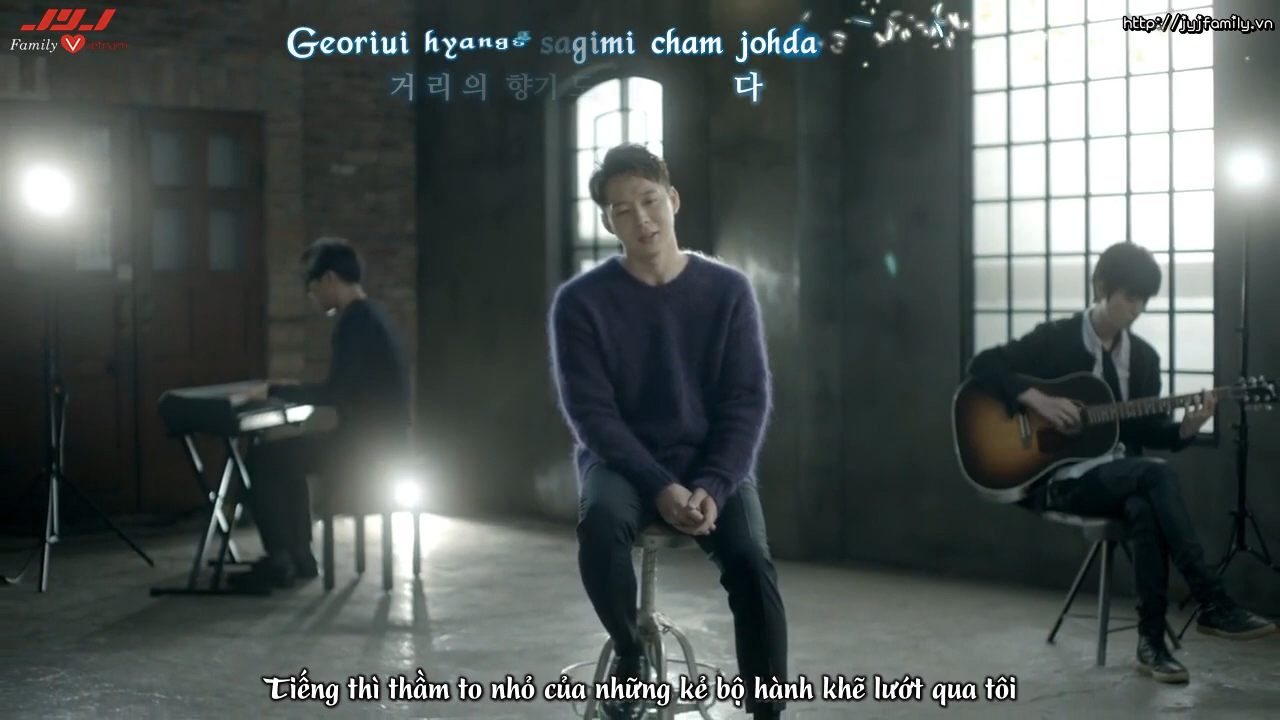 JYJ
Family Vietnam
http://jyjfamily.vn
Georiui hyang sagimi cham johda
거리의 향기 다
Tiếng thì thầm to nhỏ của những kẻ bộ hành khẽ lướt qua tôi